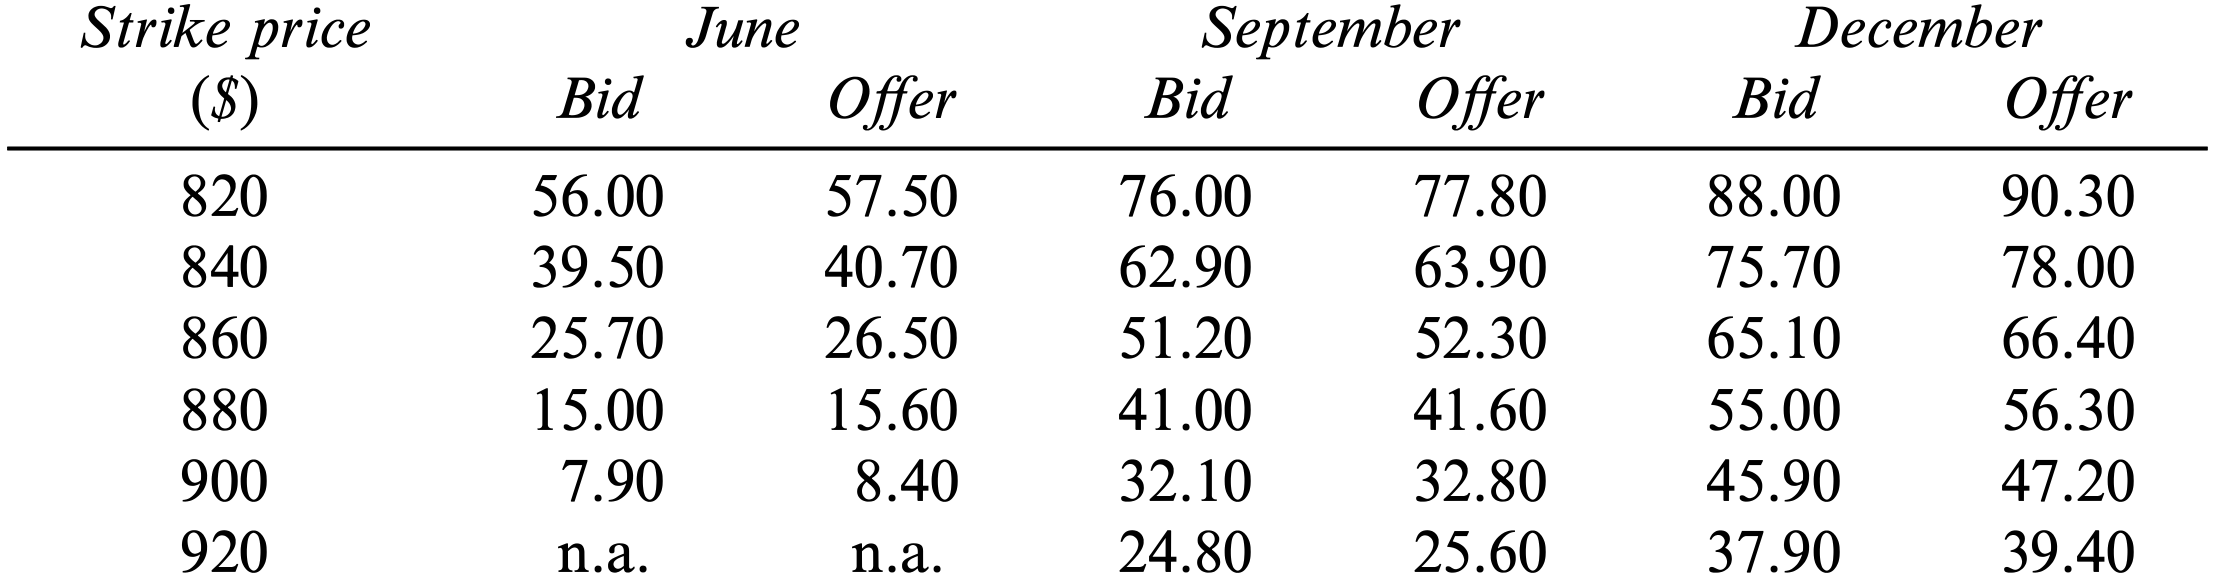 Strike price June September December
($) Bid Offer Bid Offer Bid Offer
820 56.00 57.50 76.00 77.80 88.00 90.30
840 39.50 40.70 62.90 63.90 75.70 78.00
860 25.70 26.50 51.20 52.30 65.10 66.40
880 15.00 15.60 41.00 41.60 55.00 56.30
900 7.90 8.40 32.10 32.80 45.90 47.20
920 n.a. n.a. 24.80 25.60 37.90 39.40